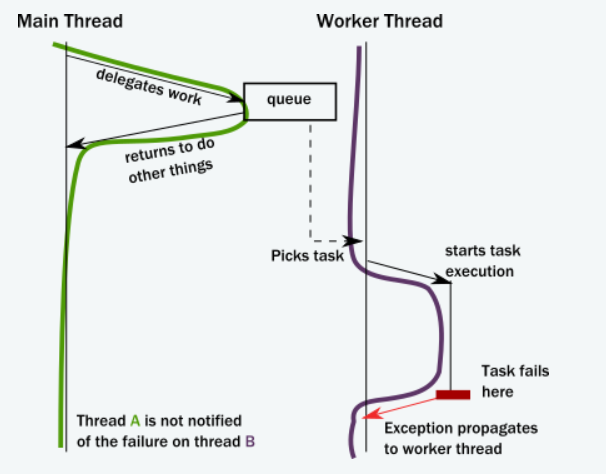 Main Thread
Worker Thread
delegates work
queue
returns to do
other things
Picks task
starts task
execution
Task fails
here
Thread A is not notified
of the failure on thread B
Exception propagates
to worker thread